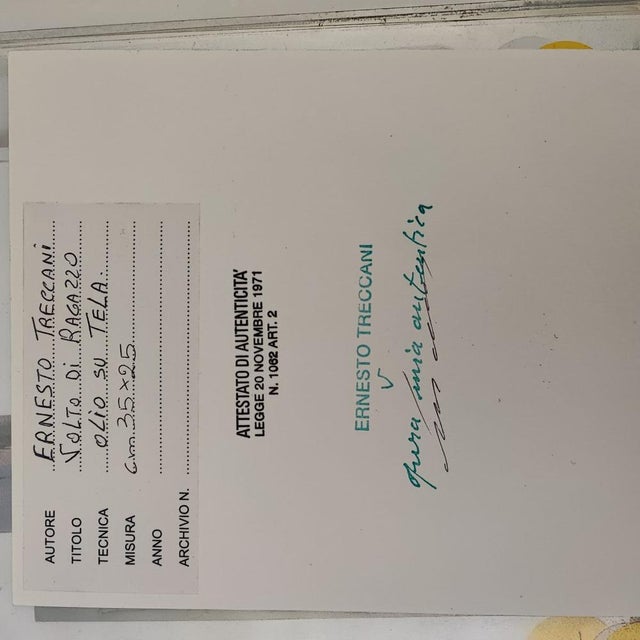 AUTORE ERNESTO TRECCANI
TITOLO VOLTO DI RAGAZZO
TECNICA OLIO SU TELA.
MISURA cm. 35x25
ANNO
ARCHIVIO N.
ATTESTATO DI AUTENTICITA'
LEGGE 20 NOVEMBRE 1971
N. 1062 ART. 2
ERNESTO TRECCANI
opera mia autentica